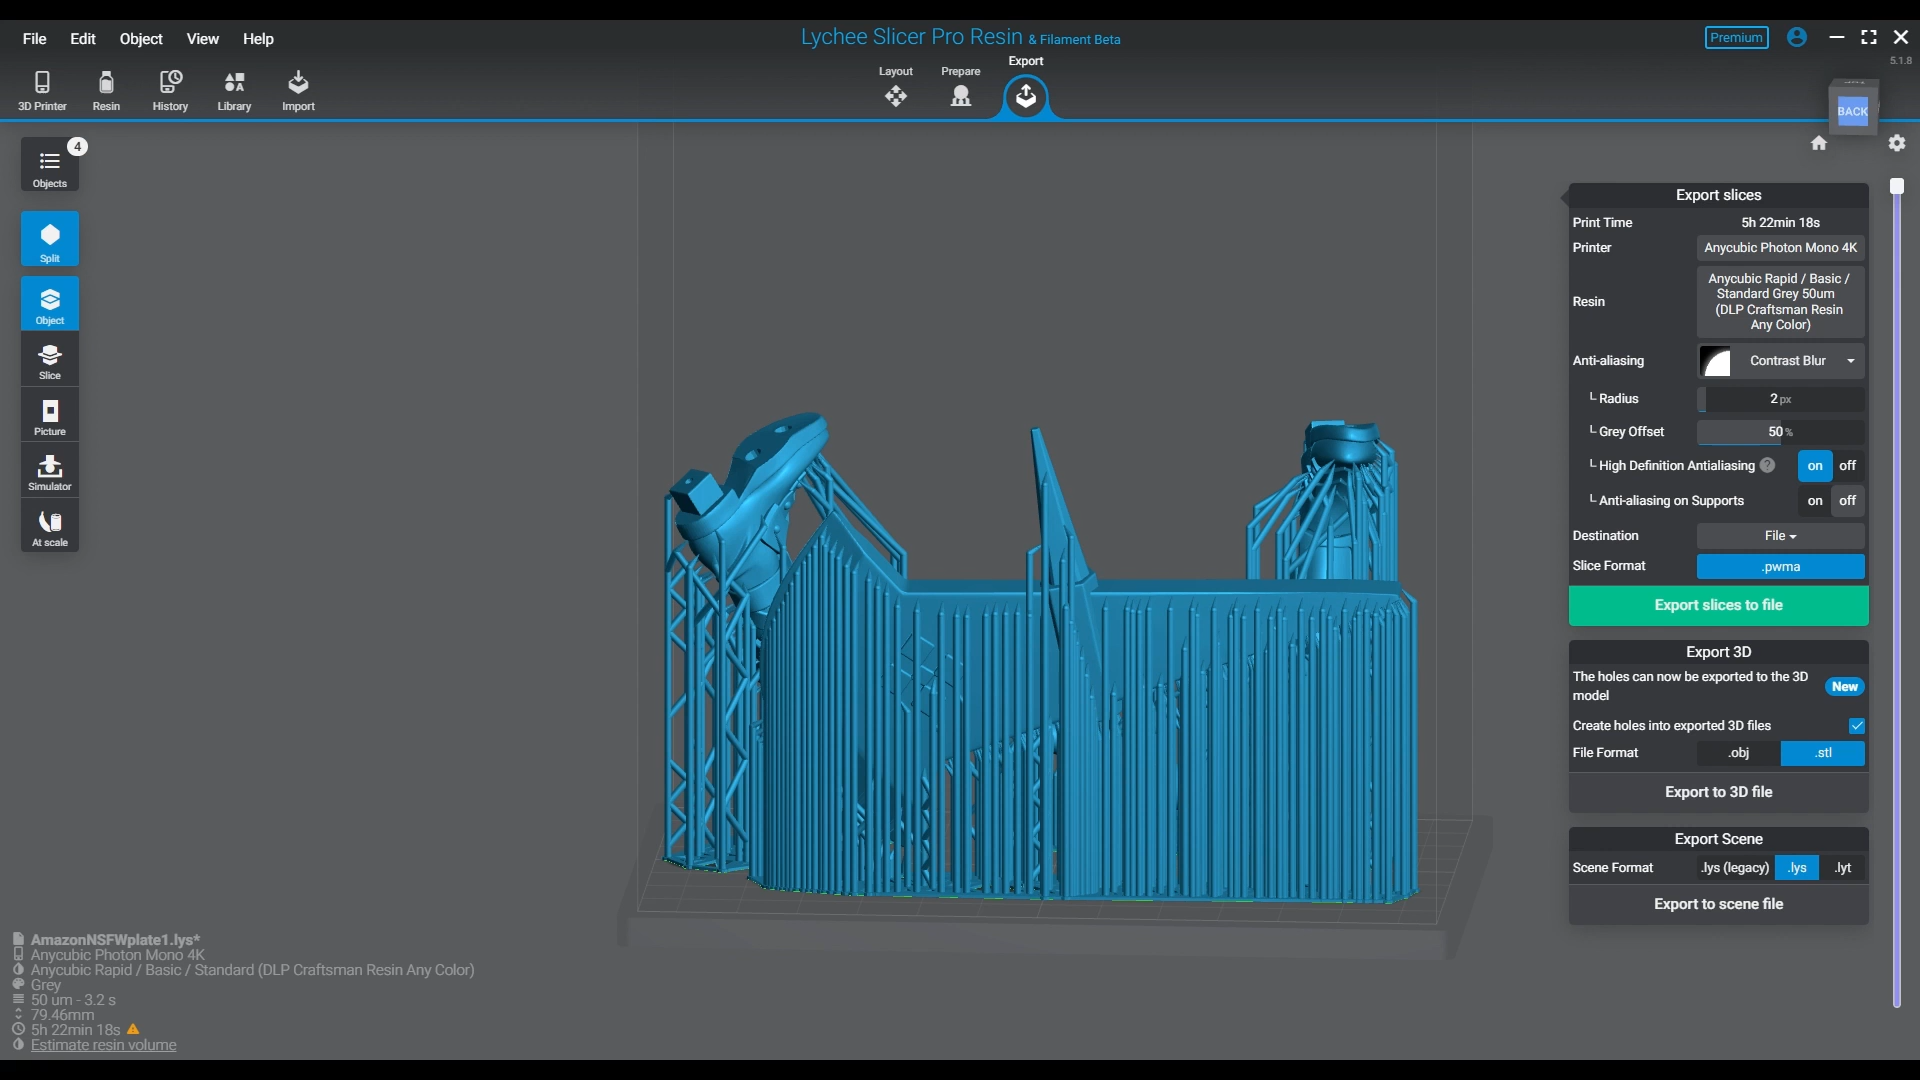 File Edit Object View Help
Lychee Slicer Pro Resin & Filament Beta
Premium
5.1.8
3D Printer Resin History Library Import
Layout Prepare Export
BACK
4
Objects
Split
Object
Slice
Picture
Simulator
At scale
Export slices
Print Time 5h 22min 18s
Printer Anycubic Photon Mono 4K
Resin
Anycubic Rapid / Basic /
Standard Grey 50um
(DLP Craftsman Resin
Any Color)
Anti-aliasing Contrast Blur
Radius 2 px
Grey Offset 50 %
High Definition Antialiasing ? on off
Anti-aliasing on Supports on off
Destination File
Slice Format .pwma
Export slices to file
Export 3D
The holes can now be exported to the 3D
model
New
Create holes into exported 3D files
File Format .obj .stl
Export to 3D file
Export Scene
Scene Format .lys (legacy) .lys .lyt
Export to scene file
AmazonNSFWplate1.lys*
Anycubic Photon Mono 4K
Anycubic Rapid / Basic / Standard (DLP Craftsman Resin Any Color)
Grey
50 um - 3.2 s
79.46mm
5h 22min 18s
Estimate resin volume